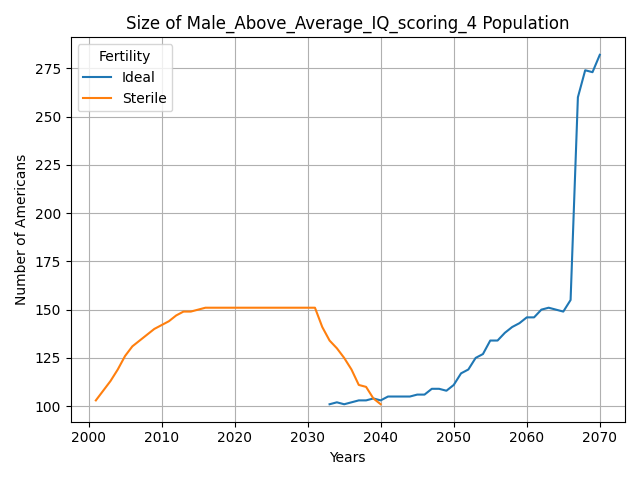 Size of Male_Above_Average_IQ_scoring_4 Population
Fertility
Ideal
Sterile
Number of Americans
275
250
225
200
175
150
125
100
2000 2010 2020 2030 2040 2050 2060 2070
Years